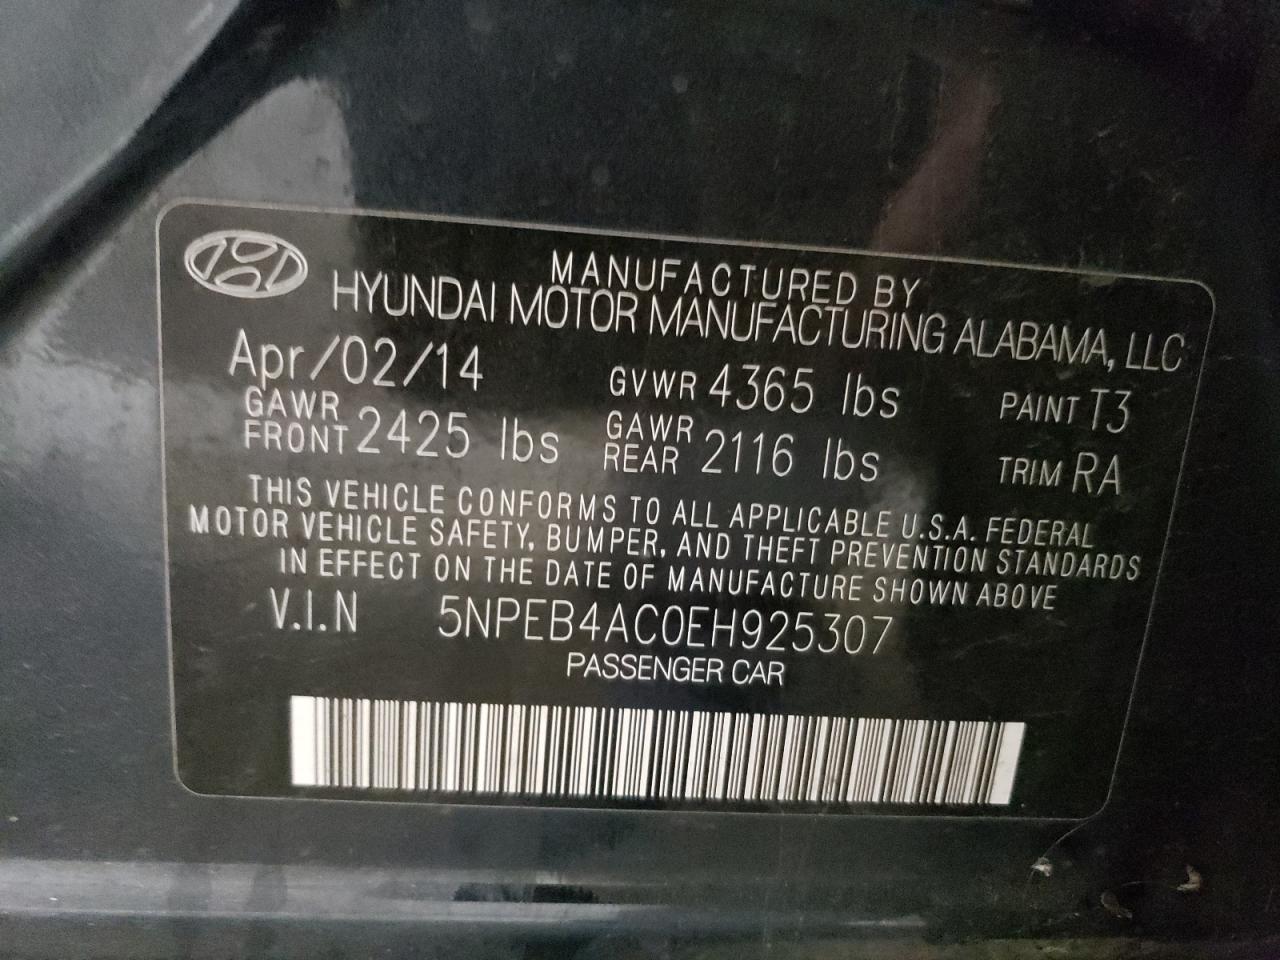 MANUFACTURED BY
HYUNDAI MOTOR MANUFACTURING ALABAMA, LLC
Apr/02/14 GVWR 4365 lbs PAINT T3
GAWR FRONT 2425 lbs GAWR REAR 2116 lbs TRIM RA
THIS VEHICLE CONFORMS TO ALL APPLICABLE U.S.A. FEDERAL
MOTOR VEHICLE SAFETY, BUMPER, AND THEFT PREVENTION STANDARDS
IN EFFECT ON THE DATE OF MANUFACTURE SHOWN ABOVE
V.I.N 5NPEB4AC0EH925307
PASSENGER CAR